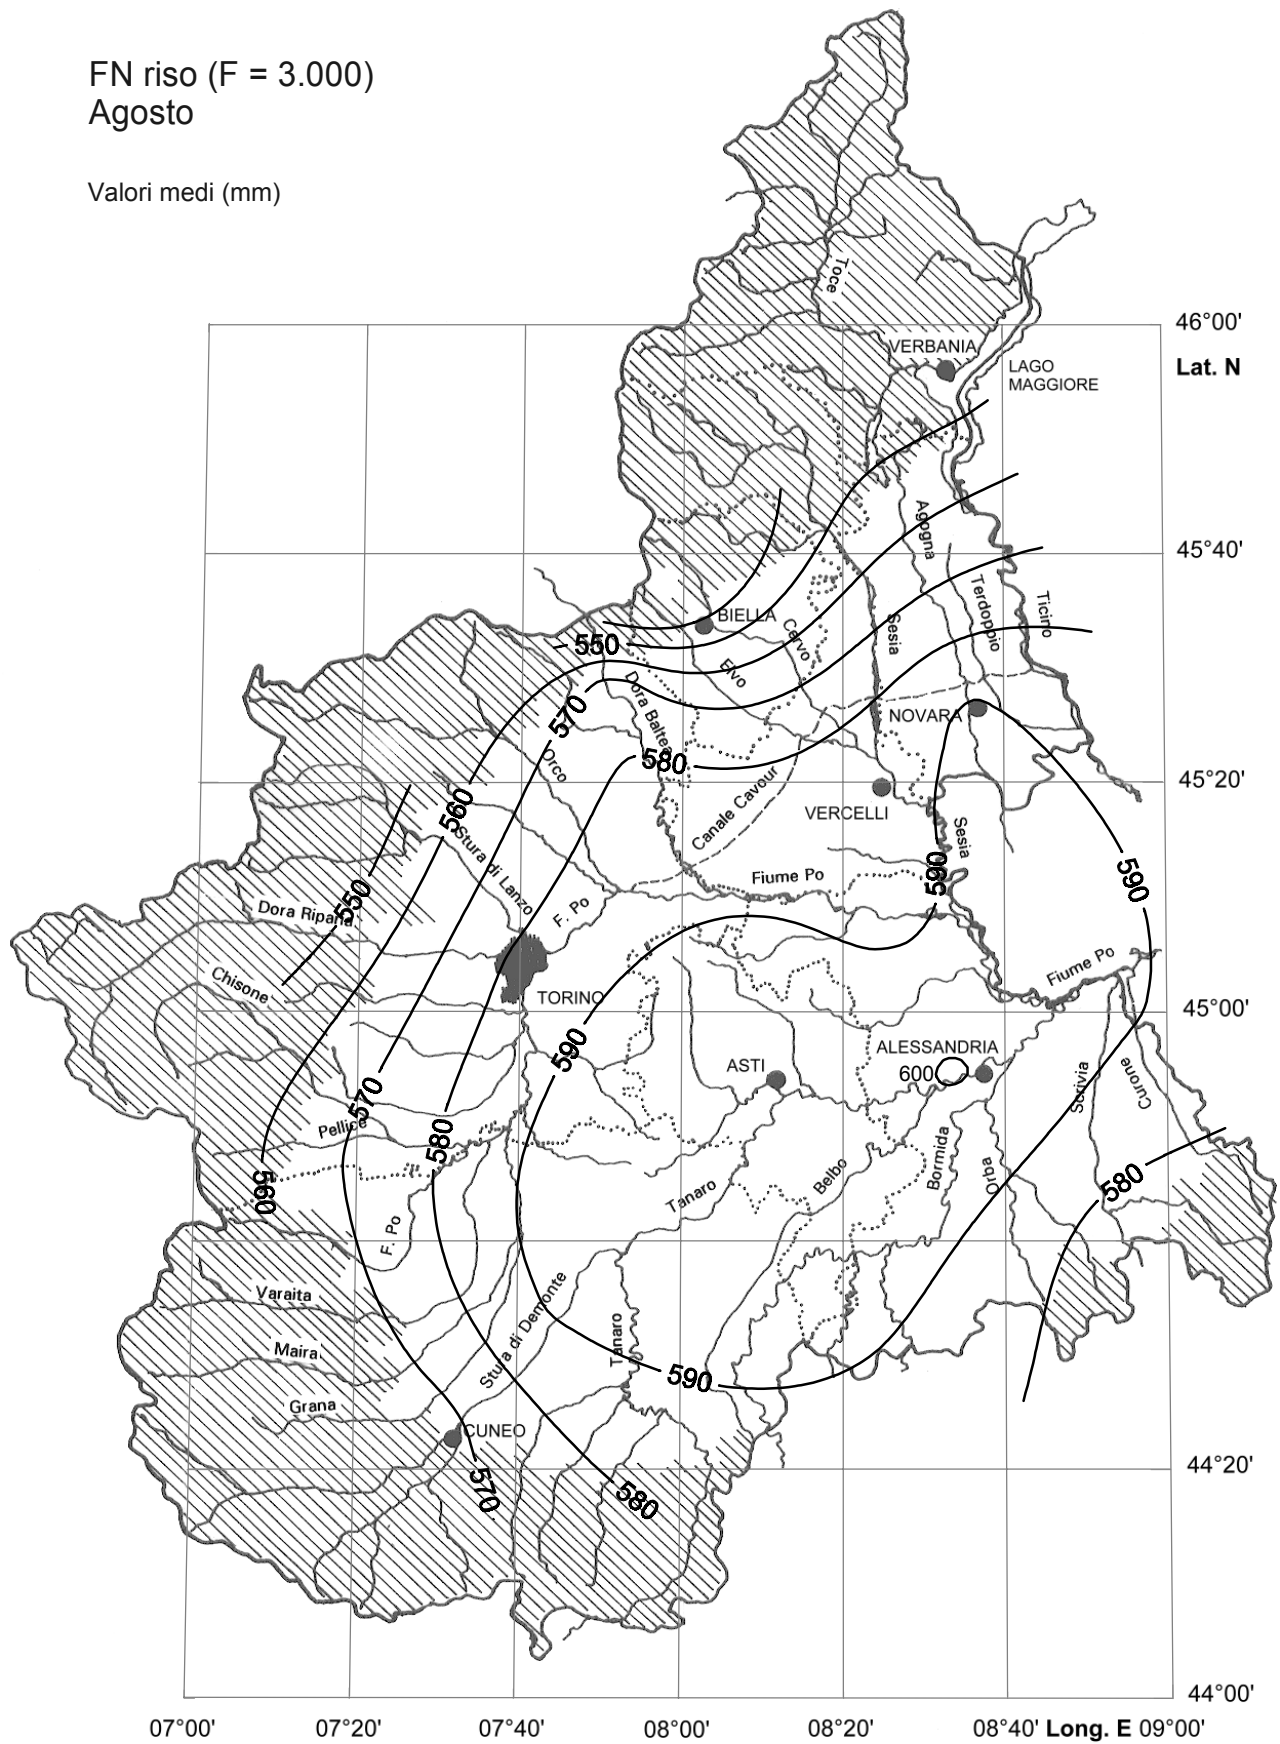 FN riso (F = 3.000)
Agosto
Valori medi (mm)
Toce
46°00'
VERBANIA
Lat. N
LAGO
MAGGIORE
Agogna
45°40'
Terdoppio
Ticino
BIELLA
Cervo
Sesia
550
Elvo
570
Dora Baltea
NOVARA
580
Orco
45°20'
560
Canale Cavour
VERCELLI
Stura di Lanzo
Sesia
590
590
550
Fiume Po
Dora Riparia
F. Po
Fiume Po
Chisone
TORINO
45°00'
590
ALESSANDRIA
ASTI
600
Scrivia
Curone
570
Pellice
580
Bormida
Orba
Belbo
580
560
Tanaro
F. Po
Varaita
Stura di Demonte
Tanaro
Maira
590
Grana
CUNEO
44°20'
570
580
44°00'
07°00'
07°20'
07°40'
08°00'
08°20'
08°40'
Long. E
09°00'